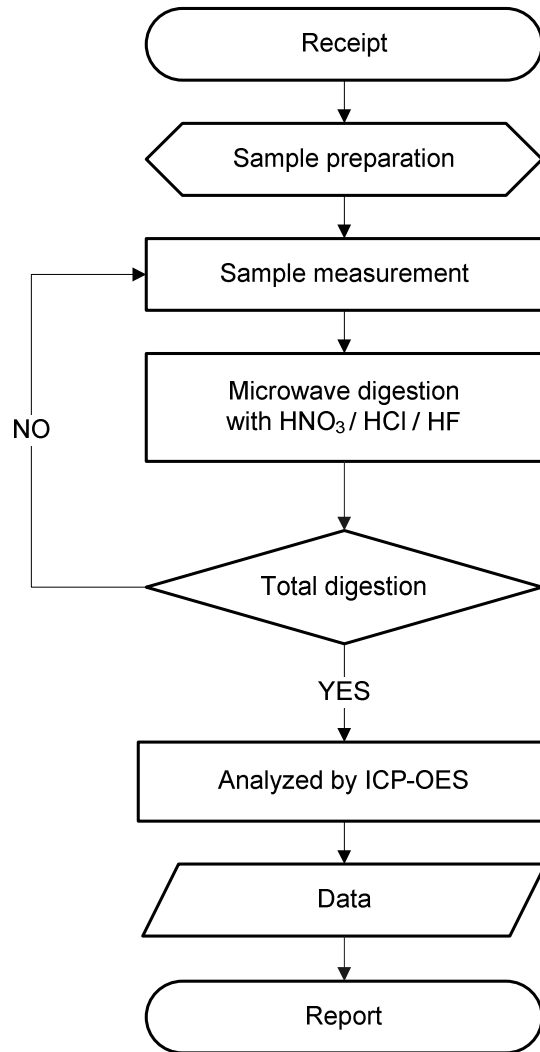 Receipt
Sample preparation
Sample measurement
Microwave digestion
with HNO₃ / HCl / HF
NO
Total digestion
YES
Analyzed by ICP-OES
Data
Report